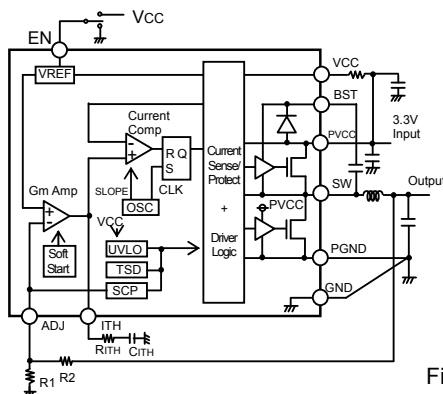 VCC
EN
VREF
VCC
BST
3.3V
Input
Current
Comp
PVCC
R Q
S
CLK
Current
Sense/
Protect
+
Driver
Logic
Gm Amp
SLOPE
OSC
VCC
SW
Output
PVCC
UVLO
Soft
Start
TSD
SCP
PGND
GND
ADJ
ITH
RITH
CITH
R1
R2
Fi